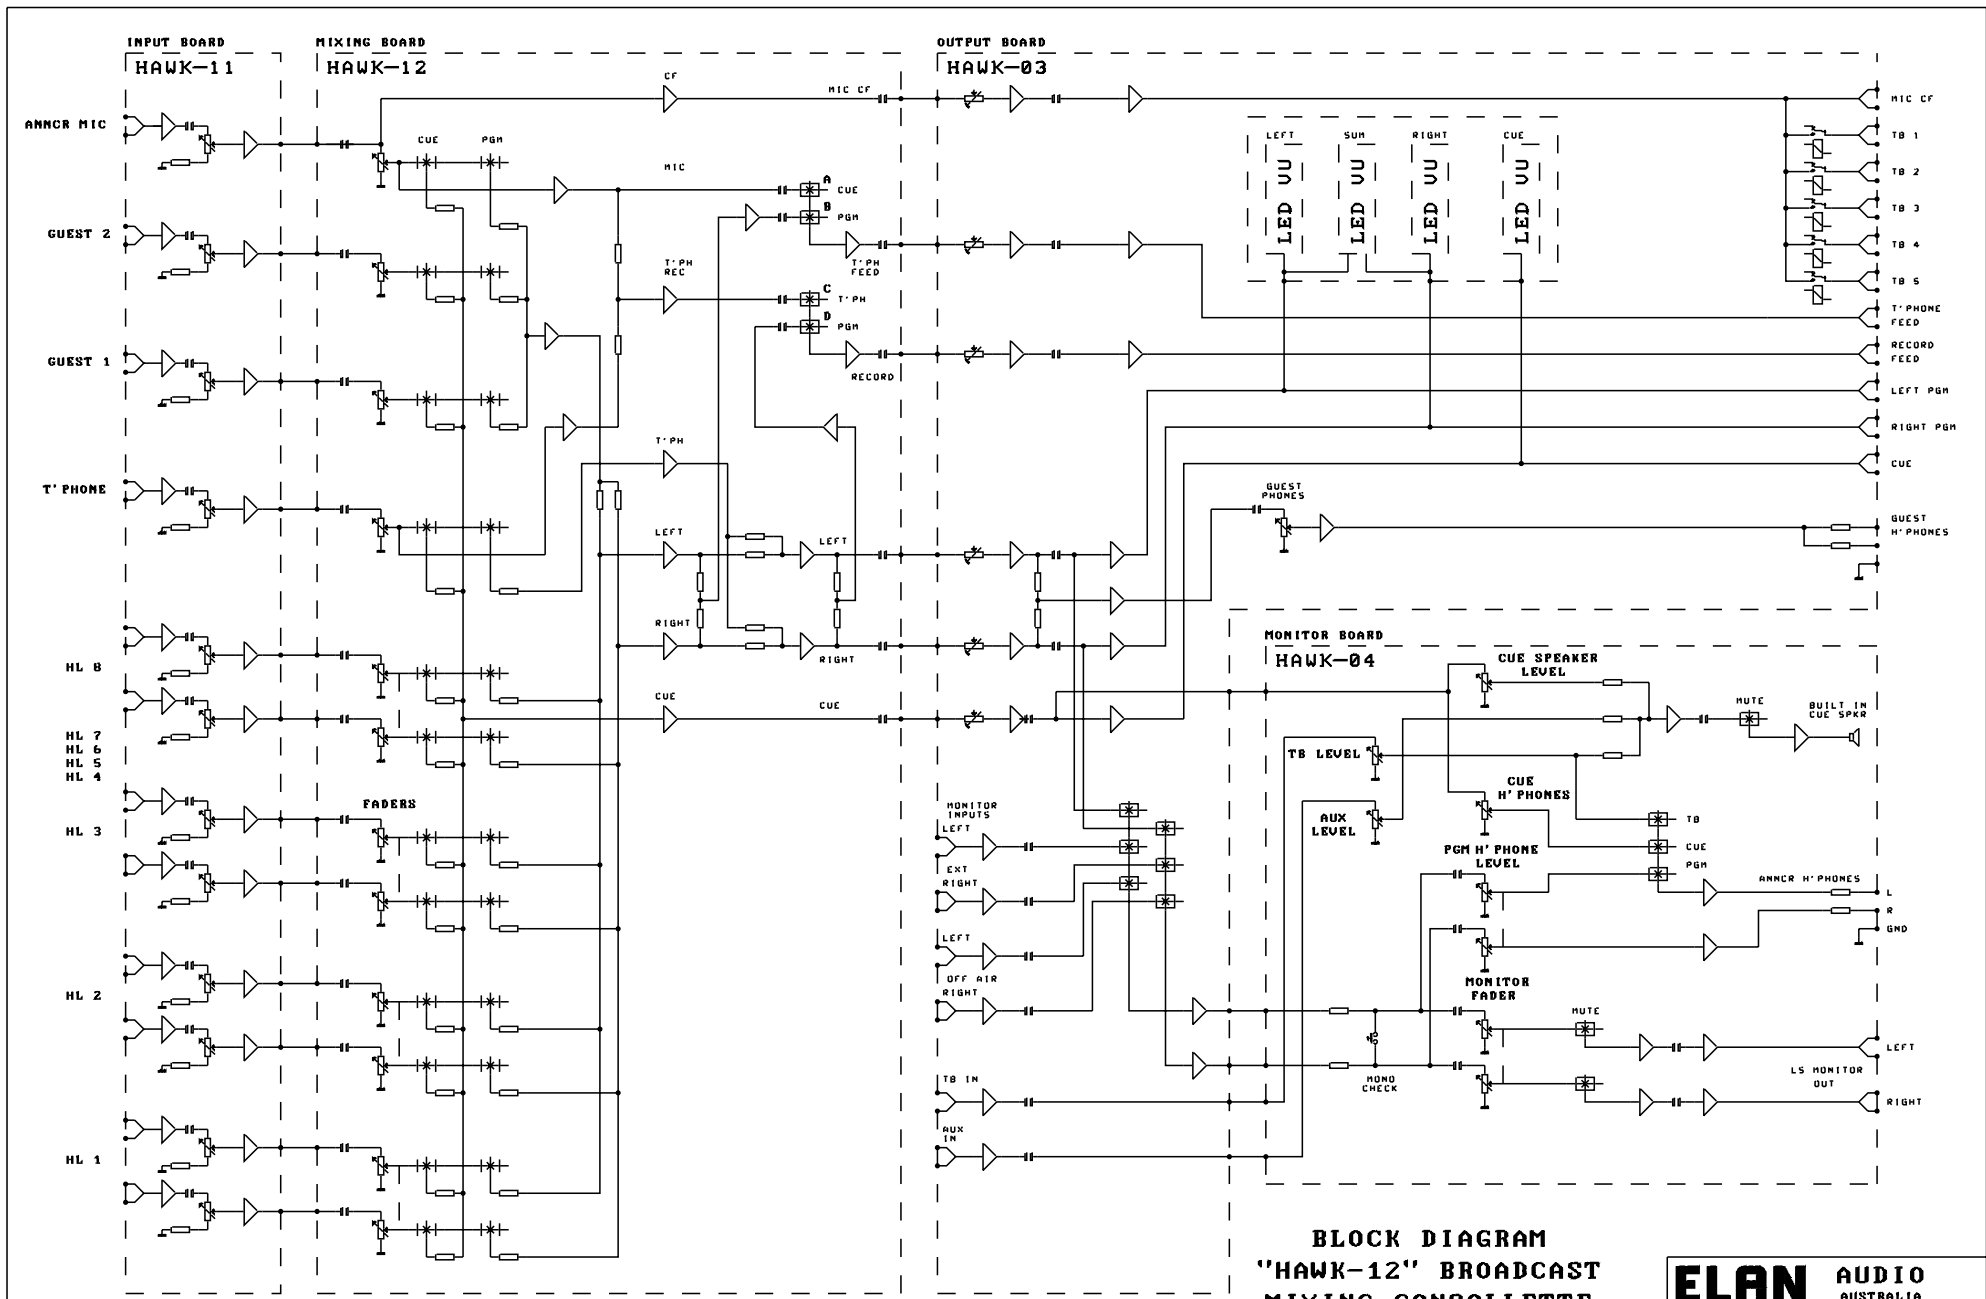 INPUT BOARD
HAWK-11
MIXING BOARD
HAWK-12
OUTPUT BOARD
HAWK-03
ANNCR MIC
GUEST 2
GUEST 1
T'PHONE
HL 8
HL 7
HL 6
HL 5
HL 4
HL 3
HL 2
HL 1
CUE
PGM
FADERS
CF
MIC CF
MIC
A
CUE
B
PGM
T'PH
REC
T'PH
FEED
C
T'PH
D
PGM
RECORD
T'PH
LEFT
LEFT
RIGHT
RIGHT
CUE
CUE
LEFT
SUM
RIGHT
CUE
LED VU
LED VU
LED VU
LED VU
MIC CF
TB 1
TB 2
TB 3
TB 4
TB 5
T'PHONE
FEED
RECORD
FEED
LEFT PGM
RIGHT PGM
CUE
GUEST
PHONES
GUEST
H'PHONES
MONITOR
INPUTS
LEFT
EXT
RIGHT
LEFT
OFF AIR
RIGHT
TB IN
AUX
IN
MONITOR BOARD
HAWK-04
CUE SPEAKER
LEVEL
TB LEVEL
CUE
H'PHONES
AUX
LEVEL
PGM H'PHONE
LEVEL
MONITOR
FADER
MONO
CHECK
MUTE
BUILT IN
CUE SPKR
TB
CUE
PGM
ANNCR H'PHONES
L
R
GND
MUTE
LEFT
LS MONITOR
OUT
RIGHT
BLOCK DIAGRAM
"HAWK-12" BROADCAST
MIXING CONSOLLETTE
ELAN AUDIO
AUSTRALIA